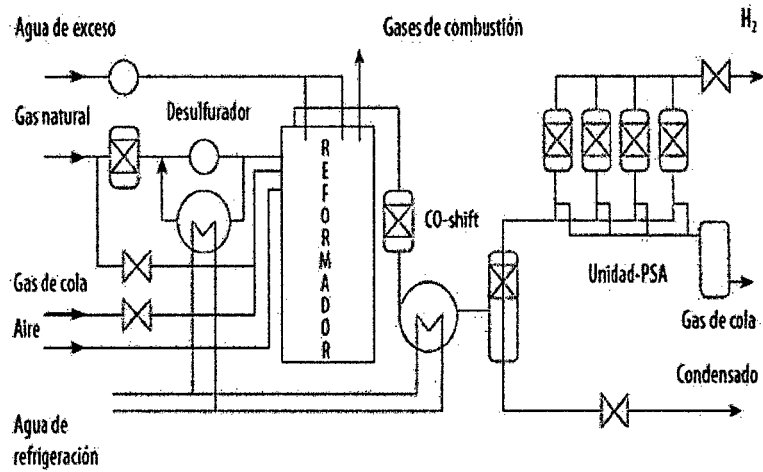 Agua de exceso
Gases de combustión
H₂
Gas natural
Desulfurador
REFORMADOR
CO-shift
Unidad-PSA
Gas de cola
Aire
Gas de cola
Condensado
Agua de
refrigeración